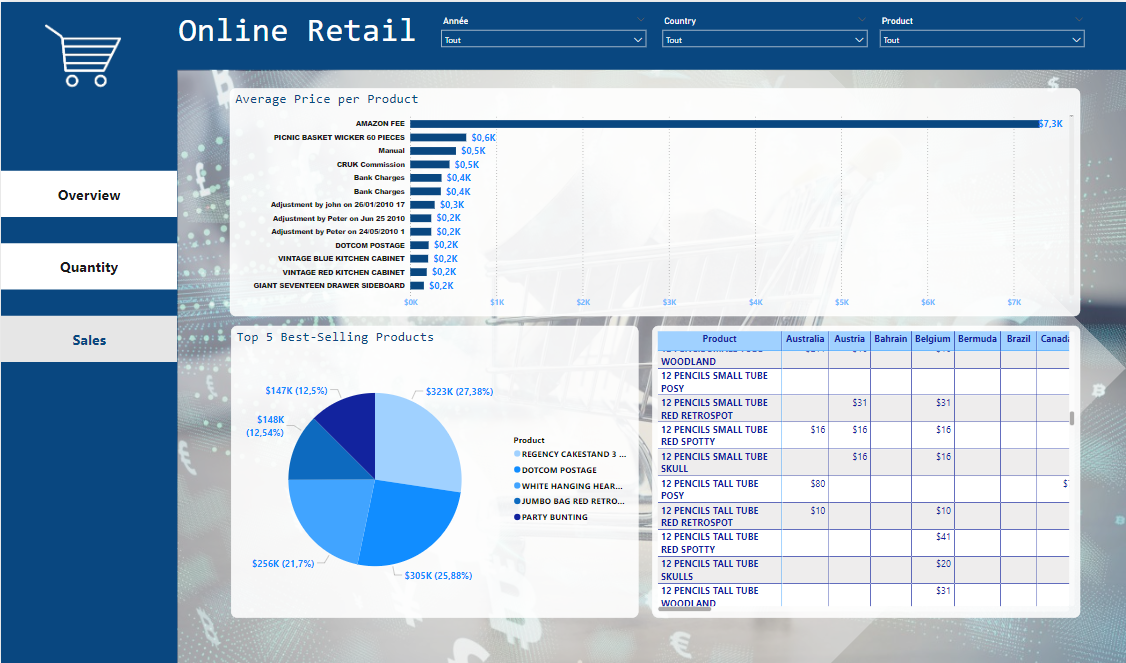 Online Retail
Année
Tout
Country
Tout
Product
Tout
Overview
Quantity
Sales
Average Price per Product
AMAZON FEE $7,3K
PICNIC BASKET WICKER 60 PIECES $0,6K
Manual $0,5K
CRUK Commission $0,5K
Bank Charges $0,4K
Bank Charges $0,4K
Adjustment by john on 26/01/2010 17 $0,3K
Adjustment by Peter on Jun 25 2010 $0,2K
Adjustment by Peter on 24/05/2010 1 $0,2K
DOTCOM POSTAGE $0,2K
VINTAGE BLUE KITCHEN CABINET $0,2K
VINTAGE RED KITCHEN CABINET $0,2K
GIANT SEVENTEEN DRAWER SIDEBOARD $0,2K
$0K $1K $2K $3K $4K $5K $6K $7K
Top 5 Best-Selling Products
$147K (12,5%)
$323K (27,38%)
$148K
(12,54%)
$256K (21,7%)
$305K (25,88%)
Product
REGENCY CAKESTAND 3 ...
DOTCOM POSTAGE
WHITE HANGING HEAR...
JUMBO BAG RED RETRO...
PARTY BUNTING
Product Australia Austria Bahrain Belgium Bermuda Brazil Canada
WOODLAND
12 PENCILS SMALL TUBE
POSY
12 PENCILS SMALL TUBE $31 $31
RED RETROSPOT
12 PENCILS SMALL TUBE $16 $16 $16
RED SPOTTY
12 PENCILS SMALL TUBE $16 $16
SKULL
12 PENCILS TALL TUBE $80
POSY
12 PENCILS TALL TUBE $10 $10
RED RETROSPOT
12 PENCILS TALL TUBE $41
RED SPOTTY
12 PENCILS TALL TUBE $20
SKULLS
12 PENCILS TALL TUBE $31
WOODLAND